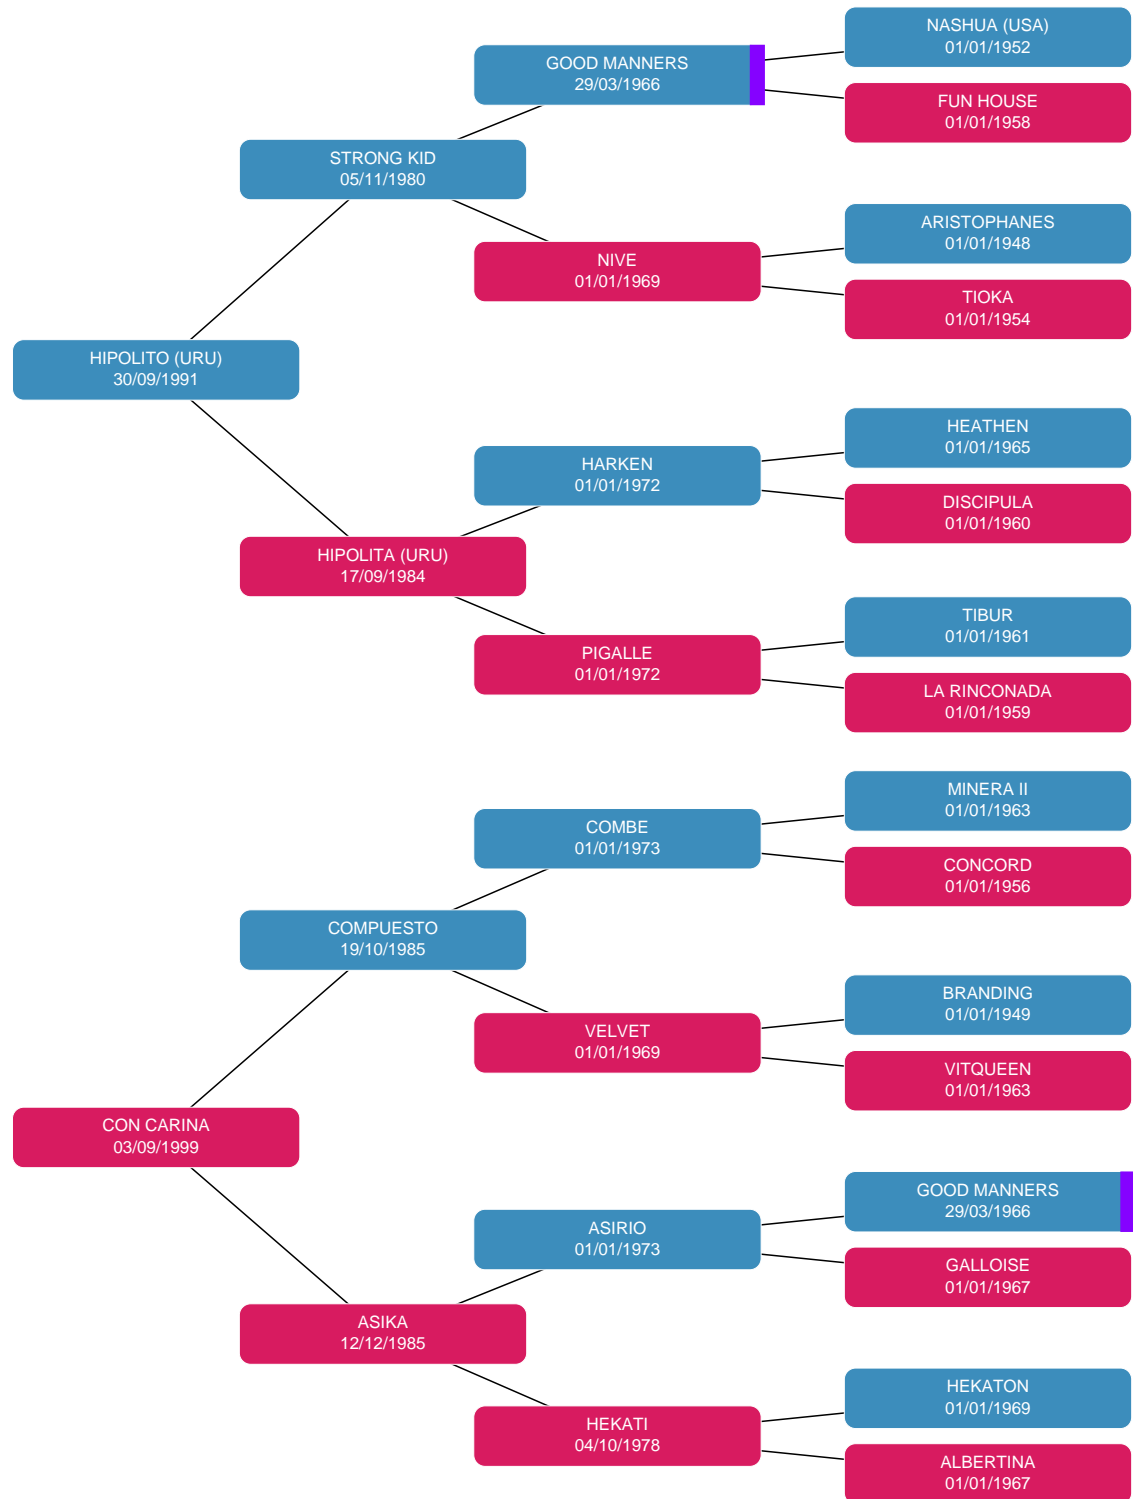 NASHUA (USA)
01/01/1952
GOOD MANNERS
29/03/1966
FUN HOUSE
01/01/1958
STRONG KID
05/11/1980
ARISTOPHANES
01/01/1948
NIVE
01/01/1969
TIOKA
01/01/1954
HIPOLITO (URU)
30/09/1991
HEATHEN
01/01/1965
HARKEN
01/01/1972
DISCIPULA
01/01/1960
HIPOLITA (URU)
17/09/1984
TIBUR
01/01/1961
PIGALLE
01/01/1972
LA RINCONADA
01/01/1959
MINERA II
01/01/1963
COMBE
01/01/1973
CONCORD
01/01/1956
COMPUESTO
19/10/1985
BRANDING
01/01/1949
VELVET
01/01/1969
VITQUEEN
01/01/1963
CON CARINA
03/09/1999
GOOD MANNERS
29/03/1966
ASIRIO
01/01/1973
GALLOISE
01/01/1967
ASIKA
12/12/1985
HEKATON
01/01/1969
HEKATI
04/10/1978
ALBERTINA
01/01/1967